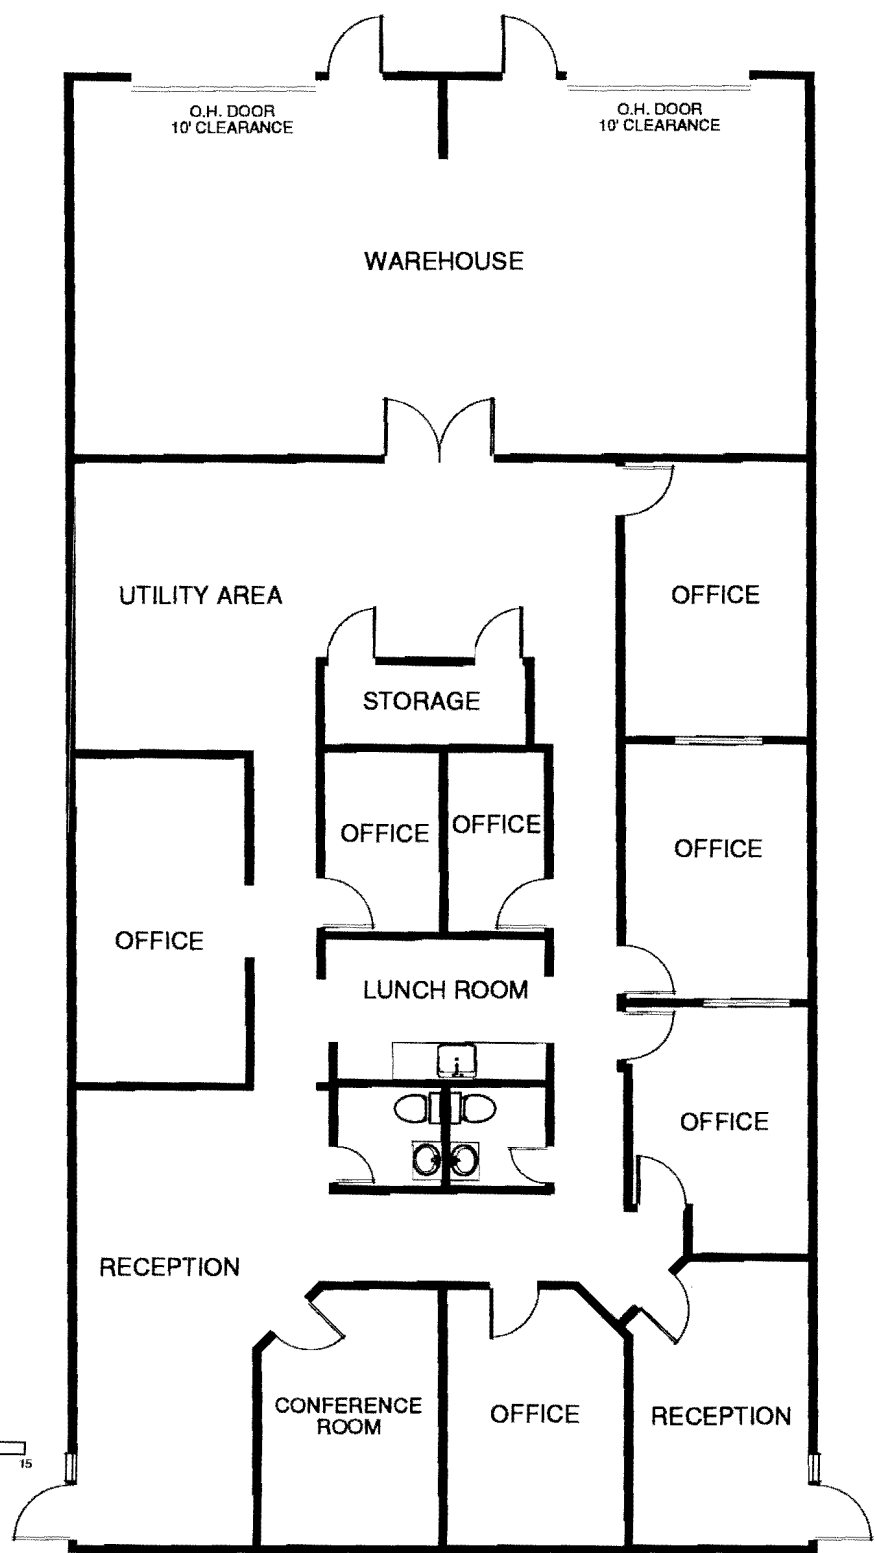 O.H. DOOR
10' CLEARANCE
O.H. DOOR
10' CLEARANCE
WAREHOUSE
UTILITY AREA
OFFICE
STORAGE
OFFICE
OFFICE
OFFICE
OFFICE
LUNCH ROOM
OFFICE
RECEPTION
CONFERENCE
ROOM
OFFICE
RECEPTION
15